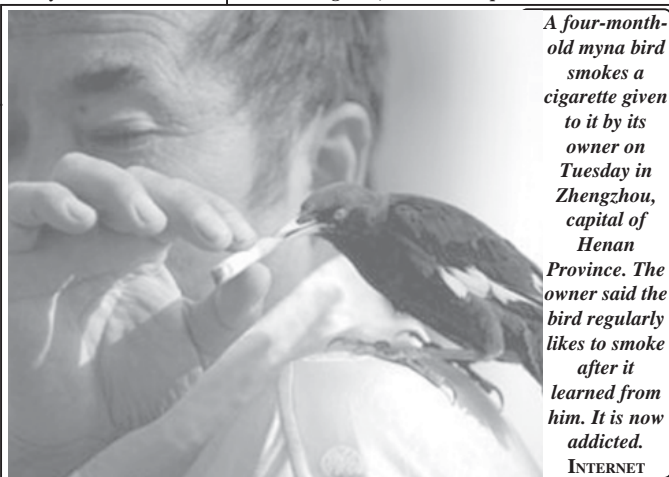 A four-month-
old myna bird
smokes a
cigarette given
to it by its
owner on
Tuesday in
Zhengzhou,
capital of
Henan
Province. The
owner said the
bird regularly
likes to smoke
after it
learned from
him. It is now
addicted.
INTERNET